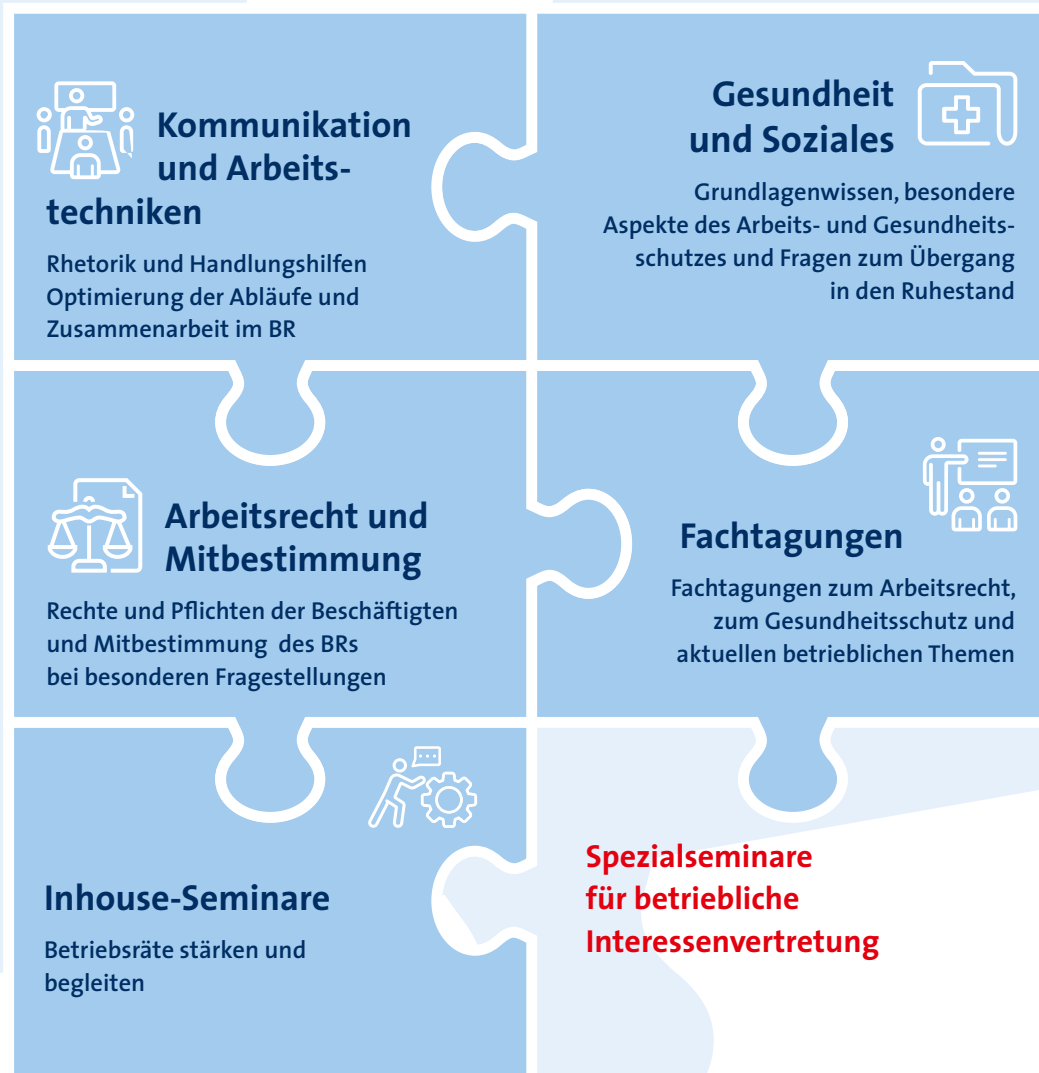 Kommunikation
und Arbeits-
techniken
Rhetorik und Handlungshilfen
Optimierung der Abläufe und
Zusammenarbeit im BR
Gesundheit
und Soziales
Grundlagenwissen, besondere
Aspekte des Arbeits- und Gesundheits-
schutzes und Fragen zum Übergang
in den Ruhestand
Arbeitsrecht und
Mitbestimmung
Rechte und Pflichten der Beschäftigten
und Mitbestimmung des BRs
bei besonderen Fragestellungen
Fachtagungen
Fachtagungen zum Arbeitsrecht,
zum Gesundheitsschutz und
aktuellen betrieblichen Themen
Inhouse-Seminare
Betriebsräte stärken und
begleiten
Spezialseminare
für betriebliche
Interessenvertretung